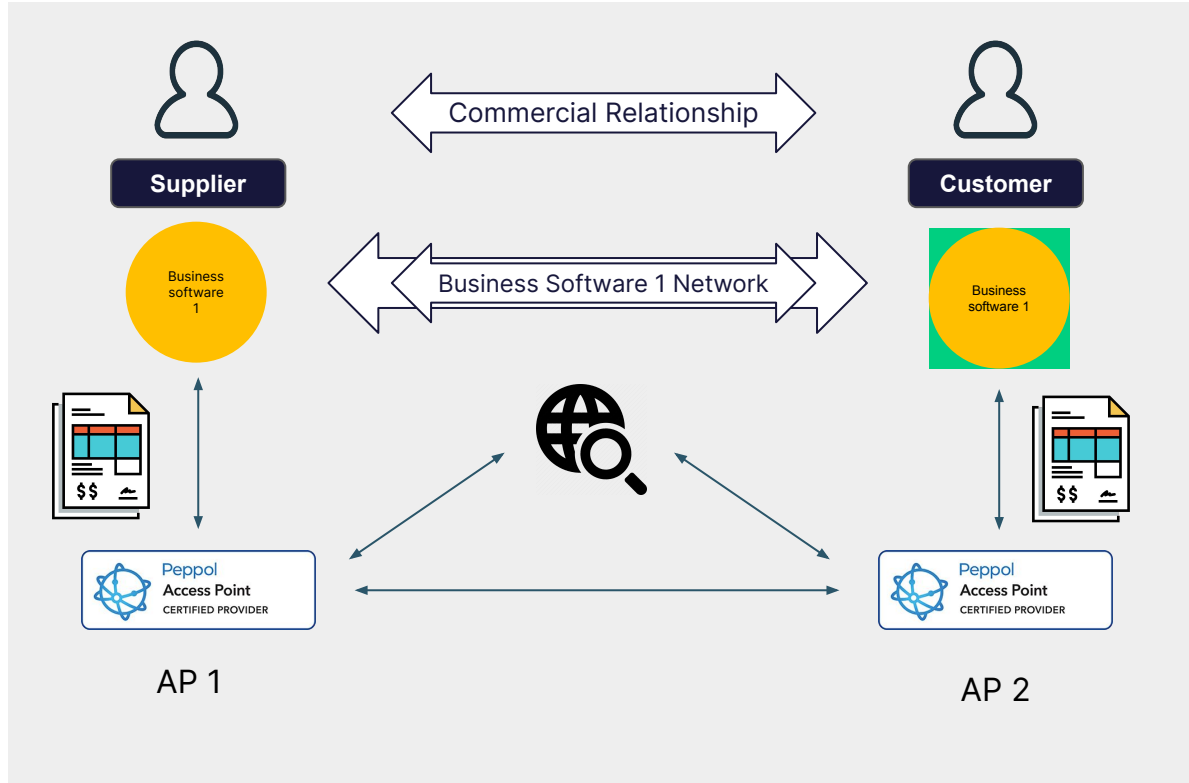 Commercial Relationship
Supplier
Customer
Business
software
1
Business Software 1 Network
Business
software 1
$$
$$
Peppol
Access Point
CERTIFIED PROVIDER
Peppol
Access Point
CERTIFIED PROVIDER
AP 1
AP 2